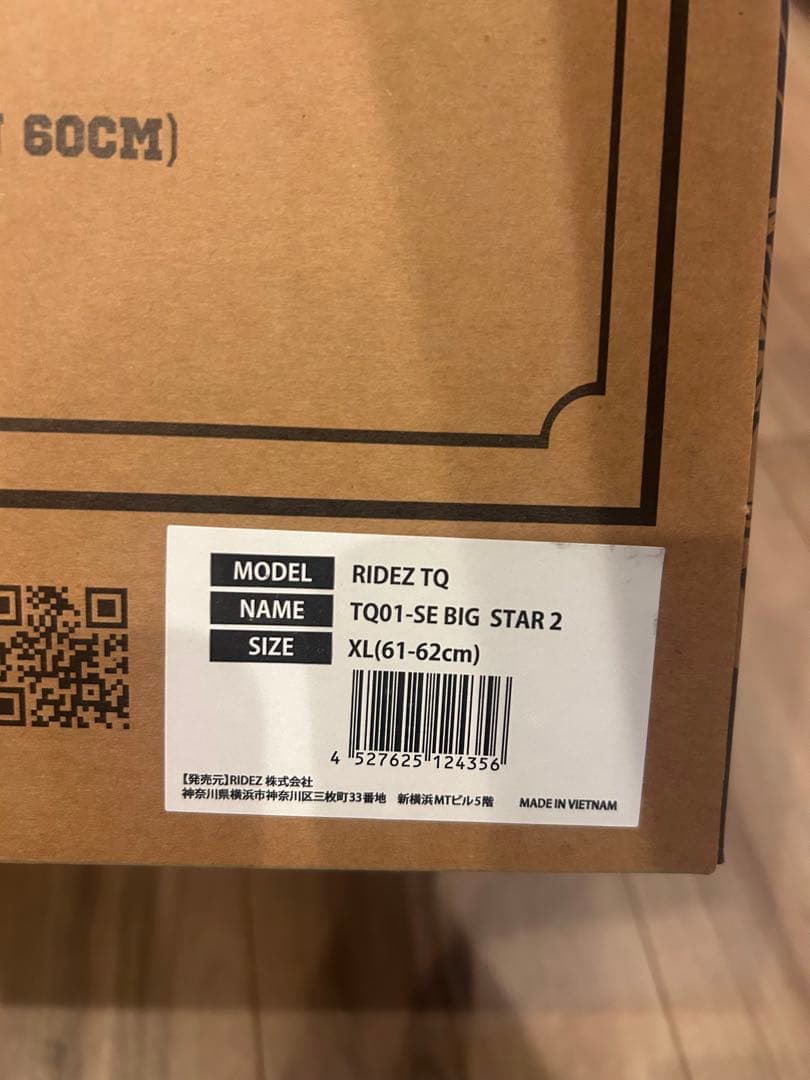 60CM)
MODEL RIDEZ TQ
NAME TQ01-SE BIG STAR 2
SIZE XL(61-62cm)
4 527625 124356
【発売元】RIDEZ 株式会社
神奈川県横浜市神奈川区三枚町33番地 新横浜MTビル5階 MADE IN VIETNAM